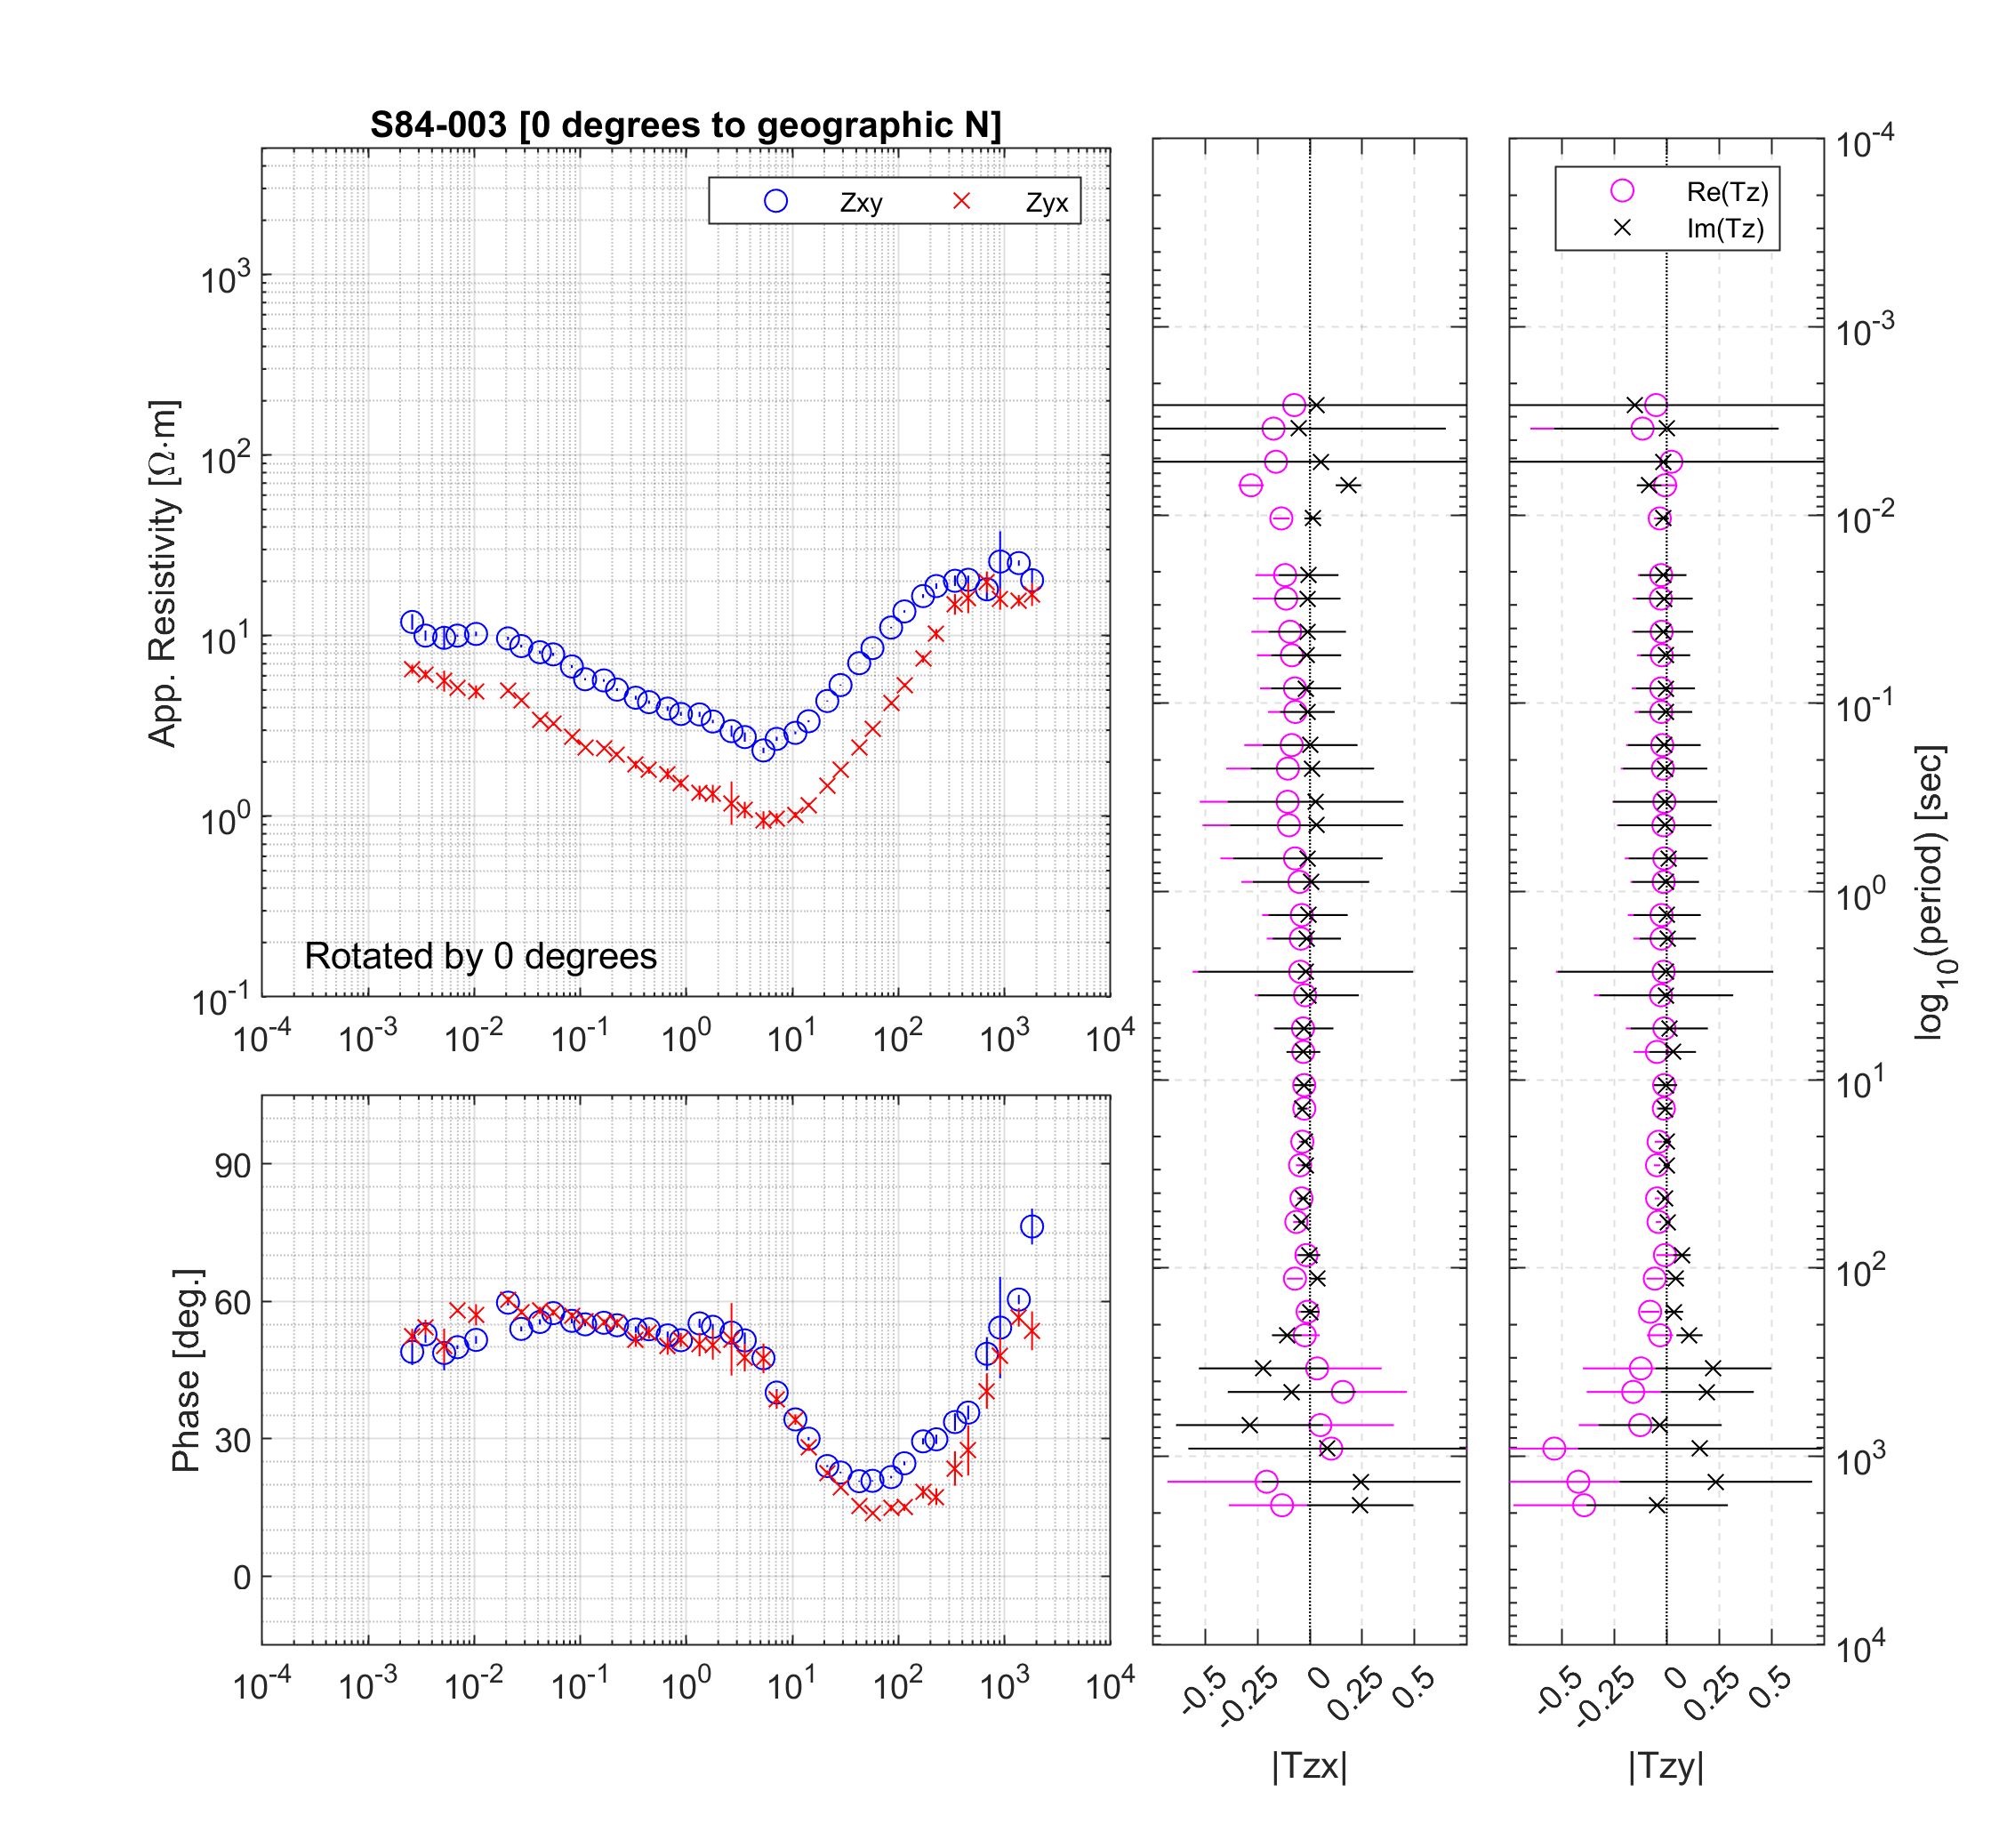 S84-003 [0 degrees to geographic N]
Zxy Zyx
App. Resistivity [Ω·m]
10^3
10^2
10^1
10^0
10^-1
Rotated by 0 degrees
10^-4 10^-3 10^-2 10^-1 10^0 10^1 10^2 10^3 10^4
Phase [deg.]
90
60
30
0
10^-4 10^-3 10^-2 10^-1 10^0 10^1 10^2 10^3 10^4
-0.5 -0.25 0 0.25 0.5
|Tzx|
Re(Tz)
Im(Tz)
-0.5 -0.25 0 0.25 0.5
|Tzy|
10^-4
10^-3
10^-2
10^-1
10^0
10^1
10^2
10^3
10^4
log_10(period) [sec]